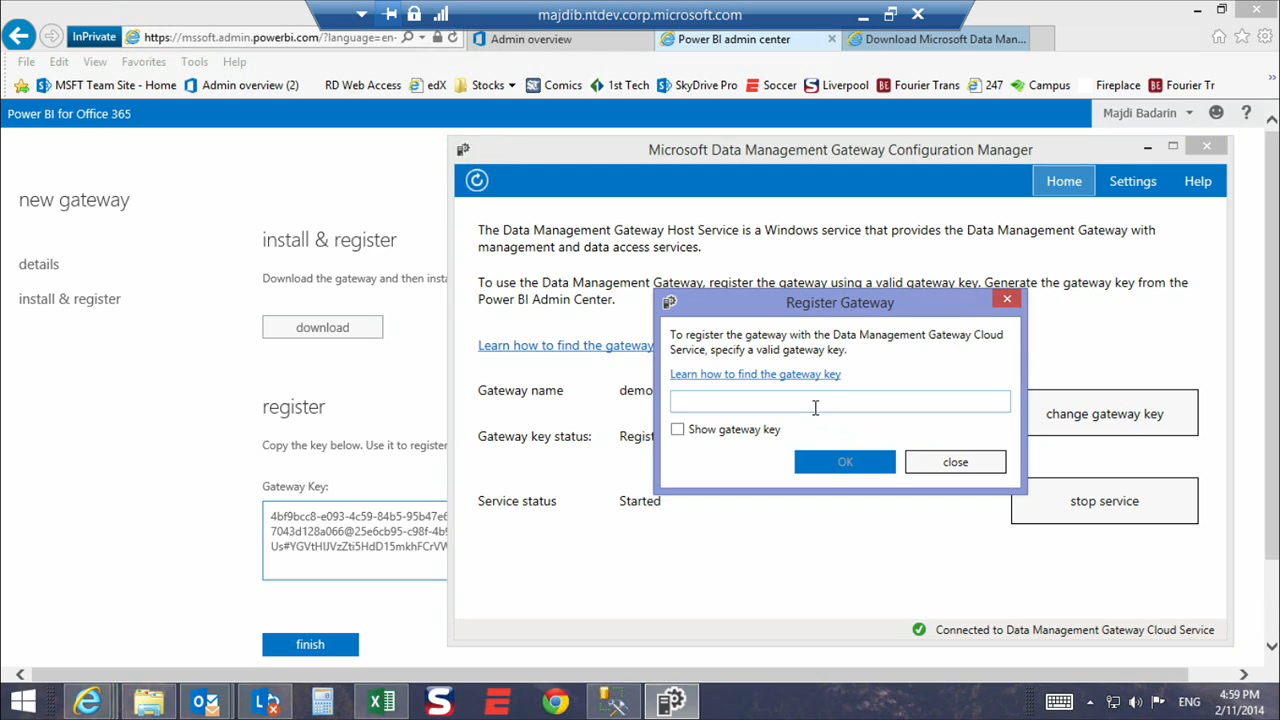 majdib.ntdev.corp.microsoft.com
InPrivate
https://mssoft.admin.powerbi.com/?language=en-
Admin overview
Power BI admin center
Download Microsoft Data Man...
File Edit View Favorites Tools Help
MSFT Team Site - Home
Admin overview (2)
RD Web Access
edX
Stocks
Comics
1st Tech
SkyDrive Pro
Soccer
Liverpool
Fourier Trans
247
Campus
Fireplace
Fourier Tr
Power BI for Office 365
Majdi Badarin
?
new gateway
details
install & register
install & register
Download the gateway and then insta
download
register
Copy the key below. Use it to register
Gateway Key:
4bf9bcc8-e093-4c59-84b5-95b47e6
7043d128a066@25e6cb95-c98f-4b9
Us#YGVtHIJVzZti5HdD15mkhFCrVW
finish
Microsoft Data Management Gateway Configuration Manager
Home
Settings
Help
The Data Management Gateway Host Service is a Windows service that provides the Data Management Gateway with
management and data access services.
To use the Data Management Gateway, register the gateway using a valid gateway key. Generate the gateway key from the
Power BI Admin Center.
Learn how to find the gateway
Gateway name
demo
Gateway key status:
Regist
change gateway key
Service status
Started
stop service
Connected to Data Management Gateway Cloud Service
Register Gateway
To register the gateway with the Data Management Gateway Cloud
Service, specify a valid gateway key.
Learn how to find the gateway key
Show gateway key
OK
close
ENG
4:59 PM
2/11/2014